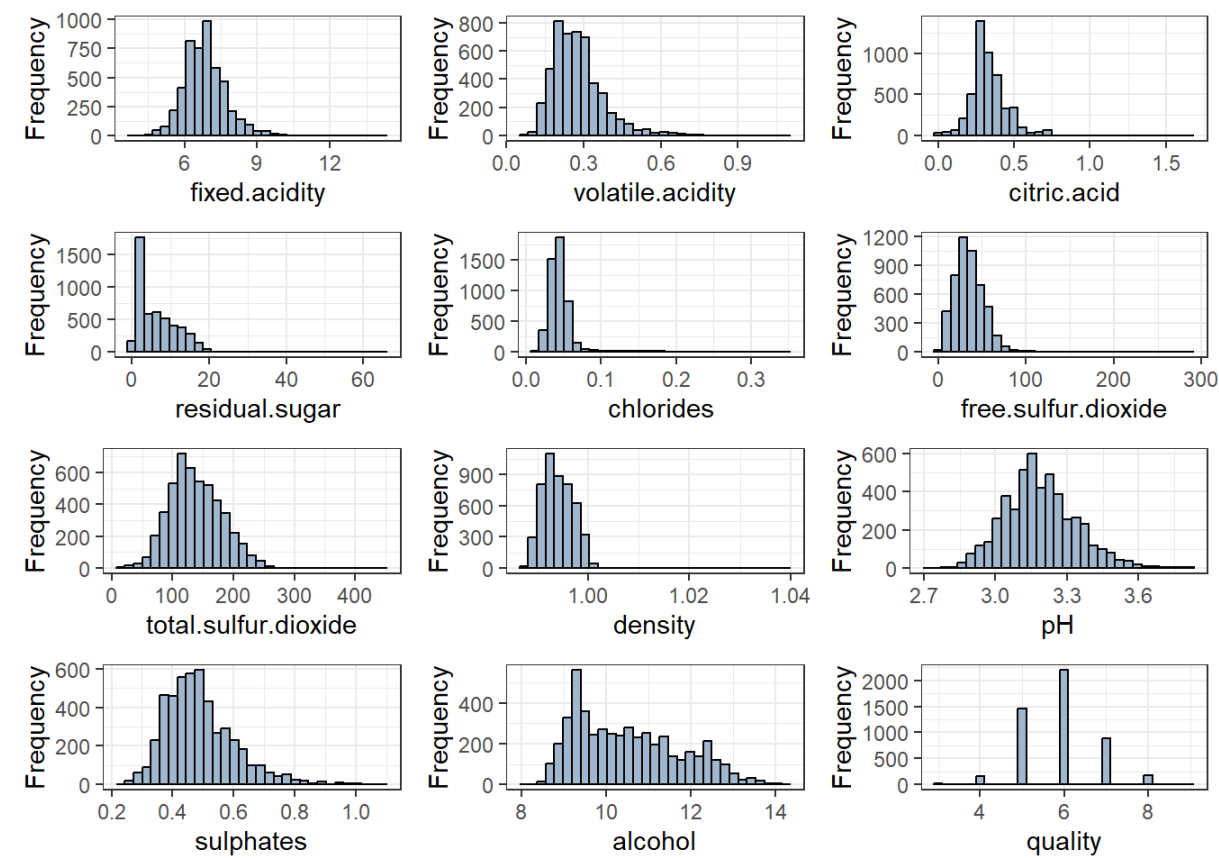 Frequency
1000
750
500
250
0
6 9 12
fixed.acidity
Frequency
800
600
400
200
0
0.0 0.3 0.6 0.9
volatile.acidity
Frequency
1000
500
0
0.0 0.5 1.0 1.5
citric.acid
Frequency
1500
1000
500
0
0 20 40 60
residual.sugar
Frequency
1500
1000
500
0
0.0 0.1 0.2 0.3
chlorides
Frequency
1200
900
600
300
0
0 100 200 300
free.sulfur.dioxide
Frequency
600
400
200
0
0 100 200 300 400
total.sulfur.dioxide
Frequency
900
600
300
0
1.00 1.02 1.04
density
Frequency
600
400
200
0
2.7 3.0 3.3 3.6
pH
Frequency
600
400
200
0
0.2 0.4 0.6 0.8 1.0
sulphates
Frequency
400
200
0
8 10 12 14
alcohol
Frequency
2000
1500
1000
500
0
4 6 8
quality